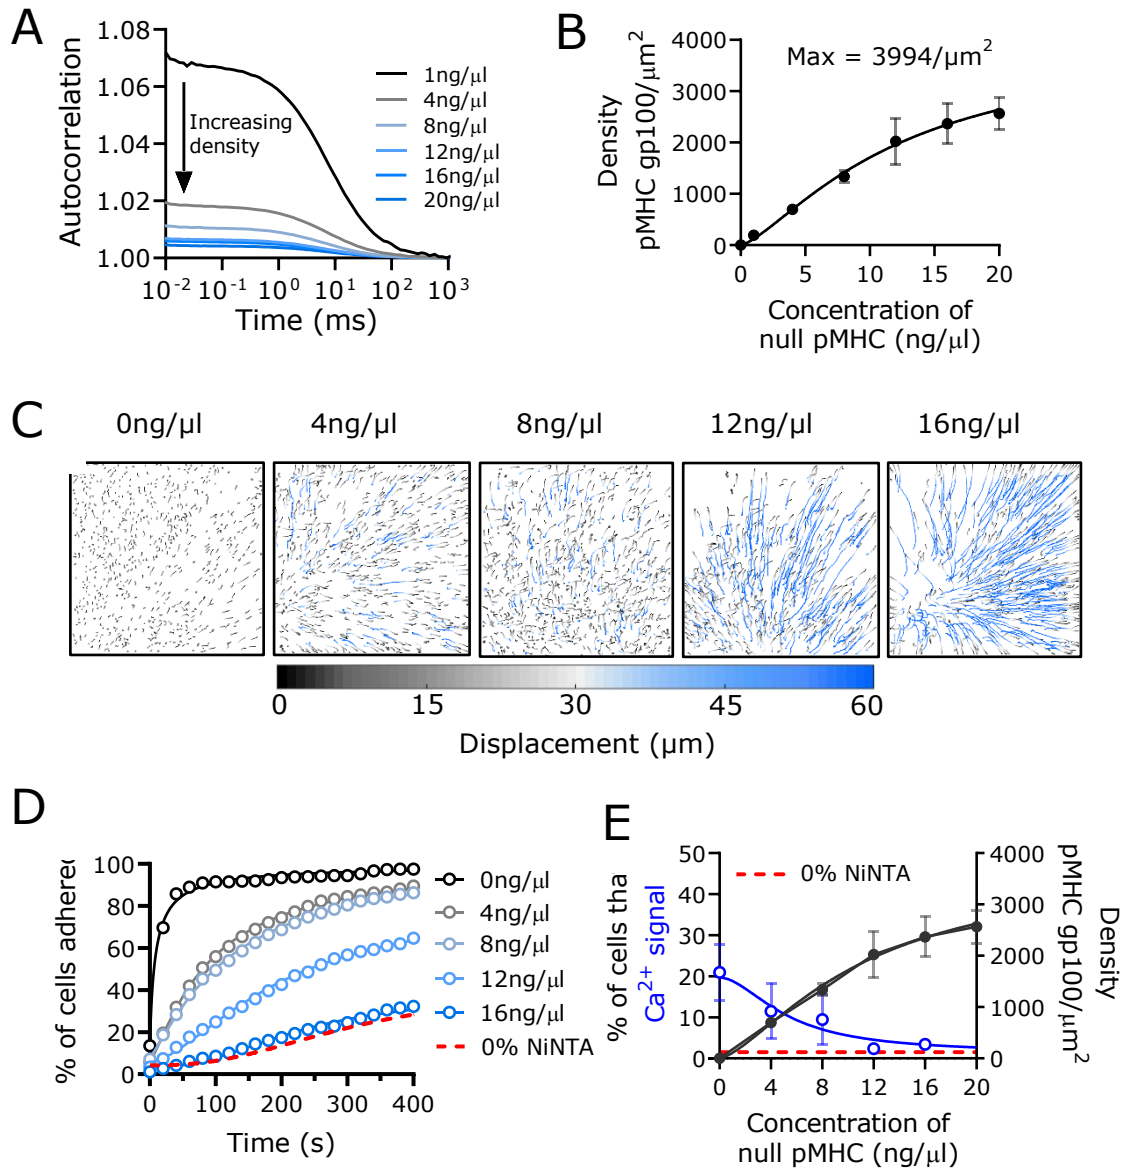 A
1.08
1.06
1.04
1.02
1.00
Autocorrelation
Increasing
density
1ng/μl
4ng/μl
8ng/μl
12ng/μl
16ng/μl
20ng/μl
10⁻² 10⁻¹ 10⁰ 10¹ 10² 10³
Time (ms)
B
4000
3000
2000
1000
0
Density
pMHC gp100/μm²
Max = 3994/μm²
0 5 10 15 20
Concentration of
null pMHC (ng/μl)
C
0ng/μl 4ng/μl 8ng/μl 12ng/μl 16ng/μl
0 15 30 45 60
Displacement (μm)
D
100
80
60
40
20
0
% of cells adhered
0ng/μl
4ng/μl
8ng/μl
12ng/μl
16ng/μl
0% NiNTA
0 100 200 300 400
Time (s)
E
50
40
30
20
10
0
% of cells tha
Ca²⁺ signal
0% NiNTA
4000
3000
2000
1000
0
Density
pMHC gp100/μm²
0 4 8 12 16 20
Concentration of
null pMHC (ng/μl)